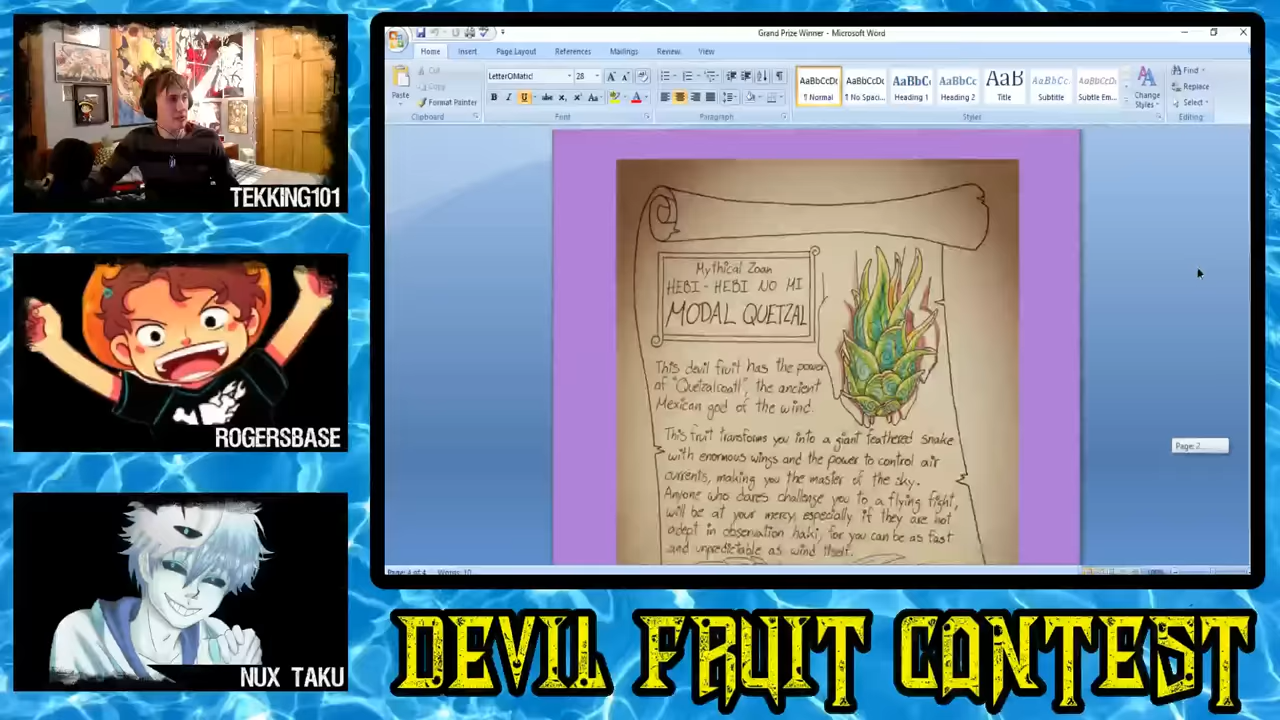 Grand Prize Winner - Microsoft Word
Home Insert Page Layout References Mailings Review View
Cut
Copy
Paste
Format Painter
28
Find
Replace
Select
AaBbCcDc AaBbCcDc AaBbCc AaBbCc AaB AaBbCc. AaBbCcDc
¶ Normal ¶ No Spaci... Heading 1 Heading 2 Title Subtitle Subtle Em...
Change
Styles
Editing
Clipboard Font Paragraph Styles
TEKKING101
ROGERSBASE
NUX TAKU
Mythical Zoan
HEBI-HEBI NO MI
MODAL QUETZAL
This devil fruit has the power
of "Quetzalcoatl", the ancient
Mexican god of the wind.
This fruit transforms you into a giant feathered snake
with enormous wings and the power to control air
currents, making you the master of the sky.
Anyone who dares challenge you to a flying fight,
will be at your mercy, especially if they are not
adept in observation haki, for you can be as fast
and unpredictable as wind itself.
Page: 2
DEVIL FRUIT CONTEST